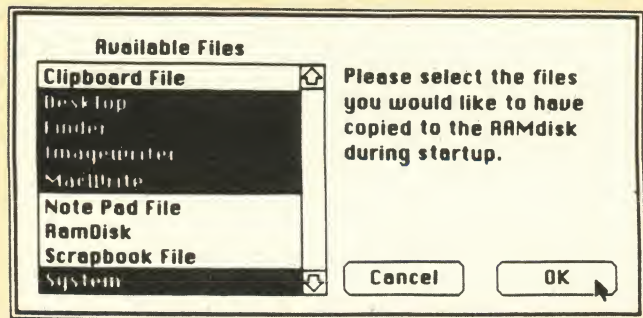 Available Files
Clipboard File
Desktop
Finder
Imagewriter
MacWrite
Note Pad File
RamDisk
Scrapbook File
System
Please select the files
you would like to have
copied to the RAMdisk
during startup.
Cancel
OK